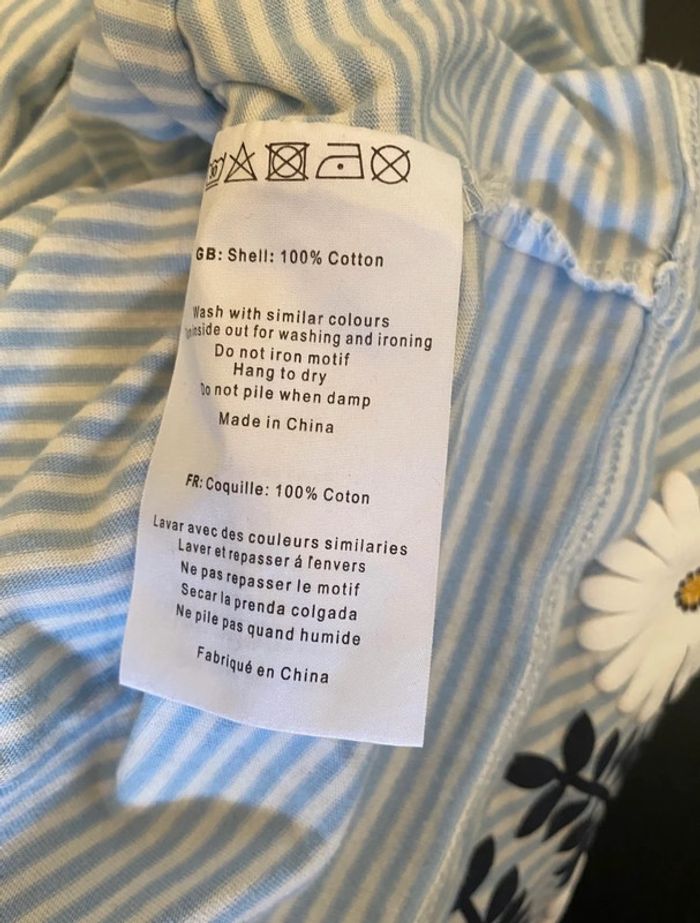 GB: Shell: 100% Cotton
Wash with similar colours
inside out for washing and ironing
Do not iron motif
Hang to dry
Do not pile when damp
Made in China
FR: Coquille: 100% Coton
Lavar avec des couleurs similaries
Laver et repasser á l'envers
Ne pas repasser le motif
Secar la prenda colgada
Ne pile pas quand humide
Fabriqué en China